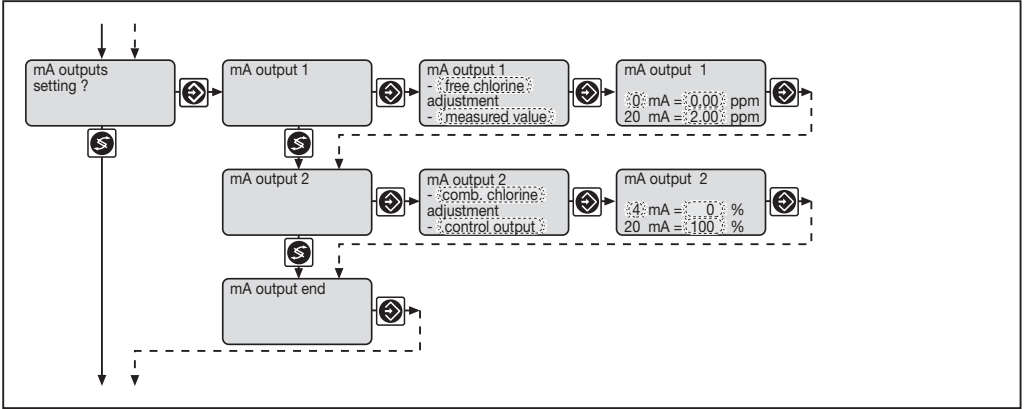 mA outputs
setting ?
mA output 1
mA output 1
- free chlorine
adjustment
- measured value
mA output 1
0 mA = 0,00 ppm
20 mA = 2.00 ppm
mA output 2
mA output 2
- comb. chlorine
adjustment
- control output
mA output 2
4 mA = 0 %
20 mA = 100 %
mA output end